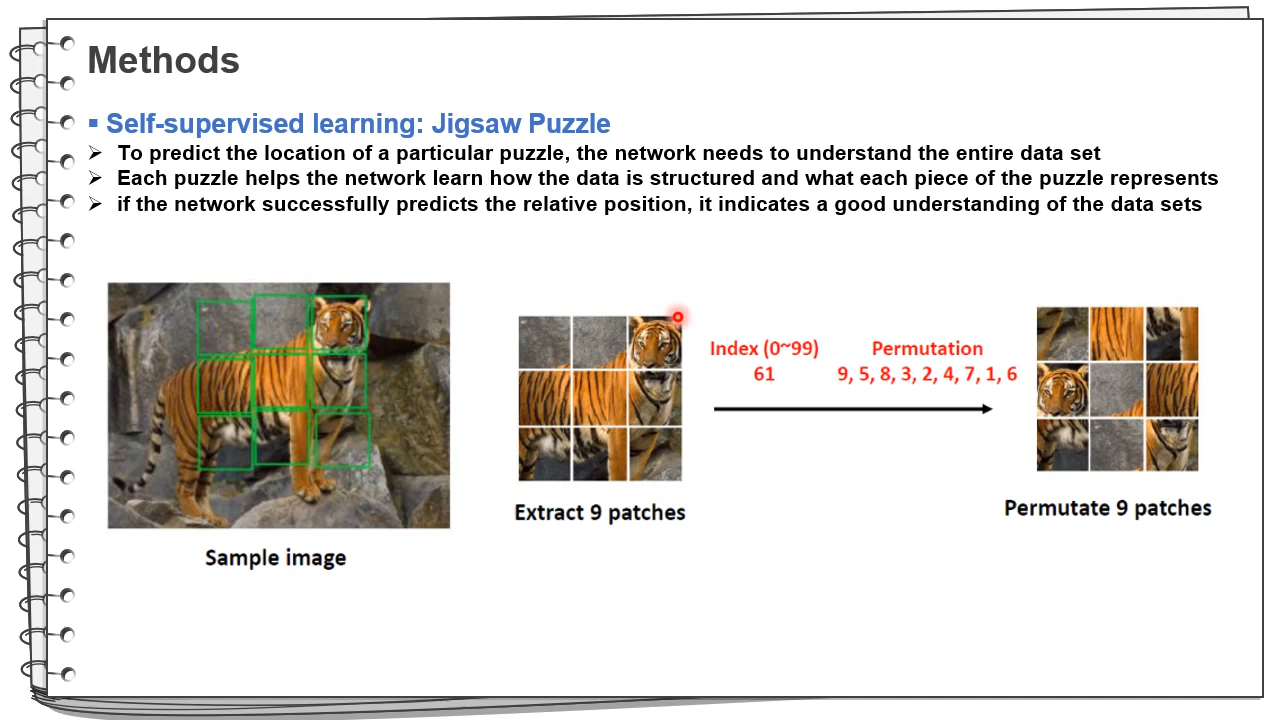 Methods
▪ Self-supervised learning: Jigsaw Puzzle
➢ To predict the location of a particular puzzle, the network needs to understand the entire data set
➢ Each puzzle helps the network learn how the data is structured and what each piece of the puzzle represents
➢ if the network successfully predicts the relative position, it indicates a good understanding of the data sets
Index (0~99)
61
Permutation
9, 5, 8, 3, 2, 4, 7, 1, 6
Sample image
Extract 9 patches
Permutate 9 patches